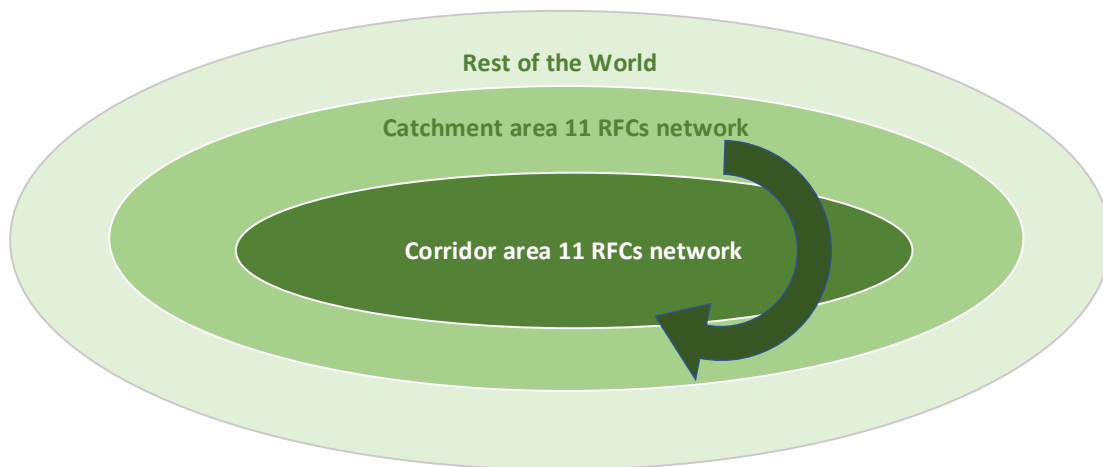 Rest of the World
Catchment area 11 RFCs network
Corridor area 11 RFCs network